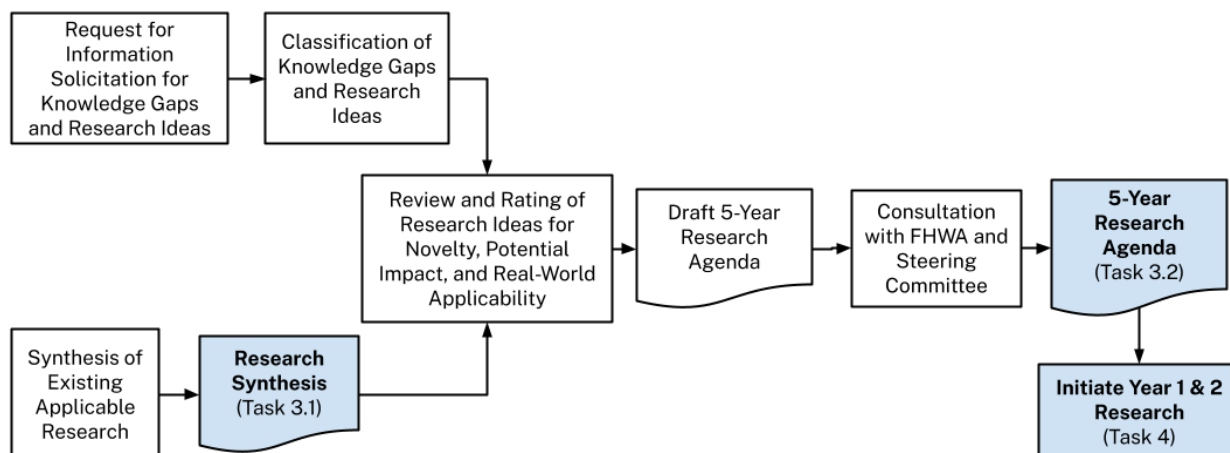 Request for
Information
Solicitation for
Knowledge Gaps
and Research Ideas
Classification of
Knowledge Gaps
and Research
Ideas
Review and Rating of
Research Ideas for
Novelty, Potential
Impact, and Real-World
Applicability
Draft 5-Year
Research
Agenda
Consultation
with FHWA and
Steering
Committee
5-Year
Research
Agenda
(Task 3.2)
Synthesis of
Existing
Applicable
Research
Research
Synthesis
(Task 3.1)
Initiate Year 1 & 2
Research
(Task 4)